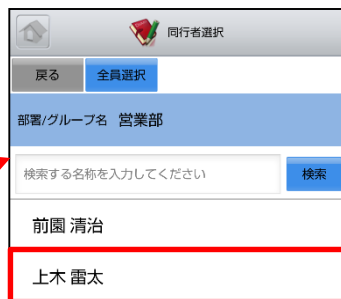 同行者選択
戻る 全員選択
部署/グループ名 営業部
検索する名称を入力してください 検索
前園 清治
上木 雷太